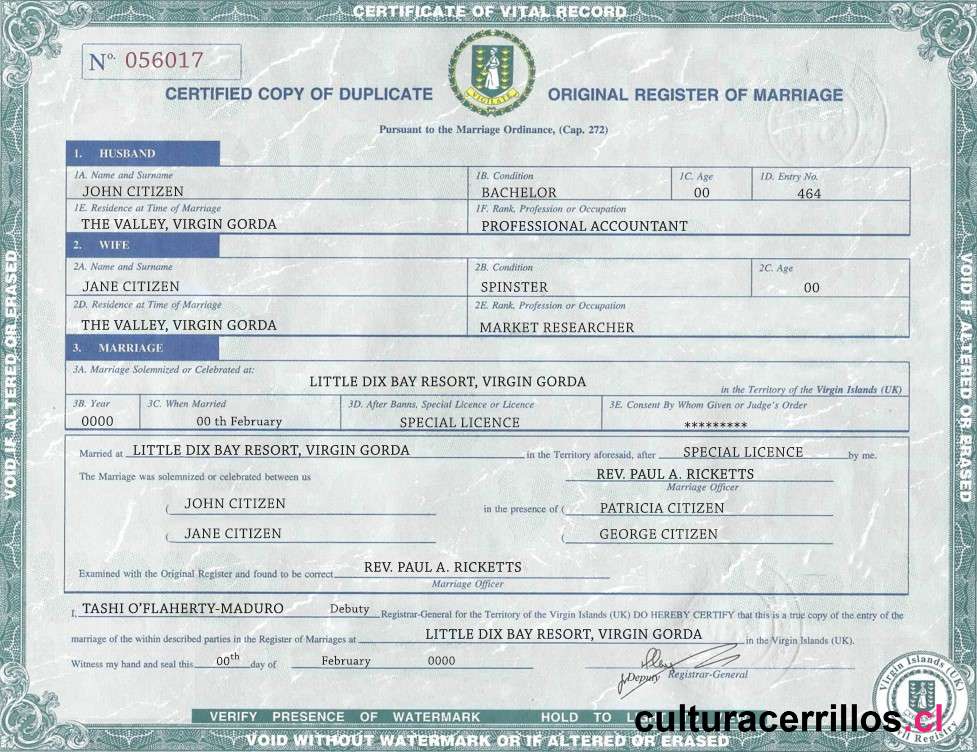 CERTIFICATE OF VITAL RECORD
No. 056017
VIGILATE
CERTIFIED COPY OF DUPLICATE ORIGINAL REGISTER OF MARRIAGE
Pursuant to the Marriage Ordinance, (Cap. 272)
1. HUSBAND
1A. Name and Surname 1B. Condition 1C. Age 1D. Entry No.
JOHN CITIZEN BACHELOR 00 464
1E. Residence at Time of Marriage 1F. Rank, Profession or Occupation
THE VALLEY, VIRGIN GORDA PROFESSIONAL ACCOUNTANT
2. WIFE
2A. Name and Surname 2B. Condition 2C. Age
JANE CITIZEN SPINSTER 00
2D. Residence at Time of Marriage 2E. Rank, Profession or Occupation
THE VALLEY, VIRGIN GORDA MARKET RESEARCHER
3. MARRIAGE
3A. Marriage Solemnized or Celebrated at:
LITTLE DIX BAY RESORT, VIRGIN GORDA
in the Territory of the Virgin Islands (UK)
3B. Year 3C. When Married 3D. After Banns, Special Licence or Licence 3E. Consent By Whom Given or Judge's Order
0000 00 th February SPECIAL LICENCE *********
Married at LITTLE DIX BAY RESORT, VIRGIN GORDA in the Territory aforesaid, after SPECIAL LICENCE by me.
The Marriage was solemnized or celebrated between us REV. PAUL A. RICKETTS
Marriage Officer
( JOHN CITIZEN in the presence of ( PATRICIA CITIZEN
( JANE CITIZEN ( GEORGE CITIZEN
Examined with the Original Register and found to be correct REV. PAUL A. RICKETTS
Marriage Officer
I, TASHI O'FLAHERTY-MADURO Debuty Registrar-General for the Territory of the Virgin Islands (UK) DO HEREBY CERTIFY that this is a true copy of the entry of the
marriage of the within described parties in the Register of Marriages at LITTLE DIX BAY RESORT, VIRGIN GORDA in the Virgin Islands (UK).
Witness my hand and seal this 00th day of February 0000
Deputy Registrar-General
Virgin Islands (UK)
Civil Registry
VERIFY PRESENCE OF WATERMARK HOLD TO
culturacerrillos.cl
VOID WITHOUT WATERMARK OR IF ALTERED OR ERASED
VOID IF ALTERED OR ERASED
VOID IF ALTERED OR ERASED